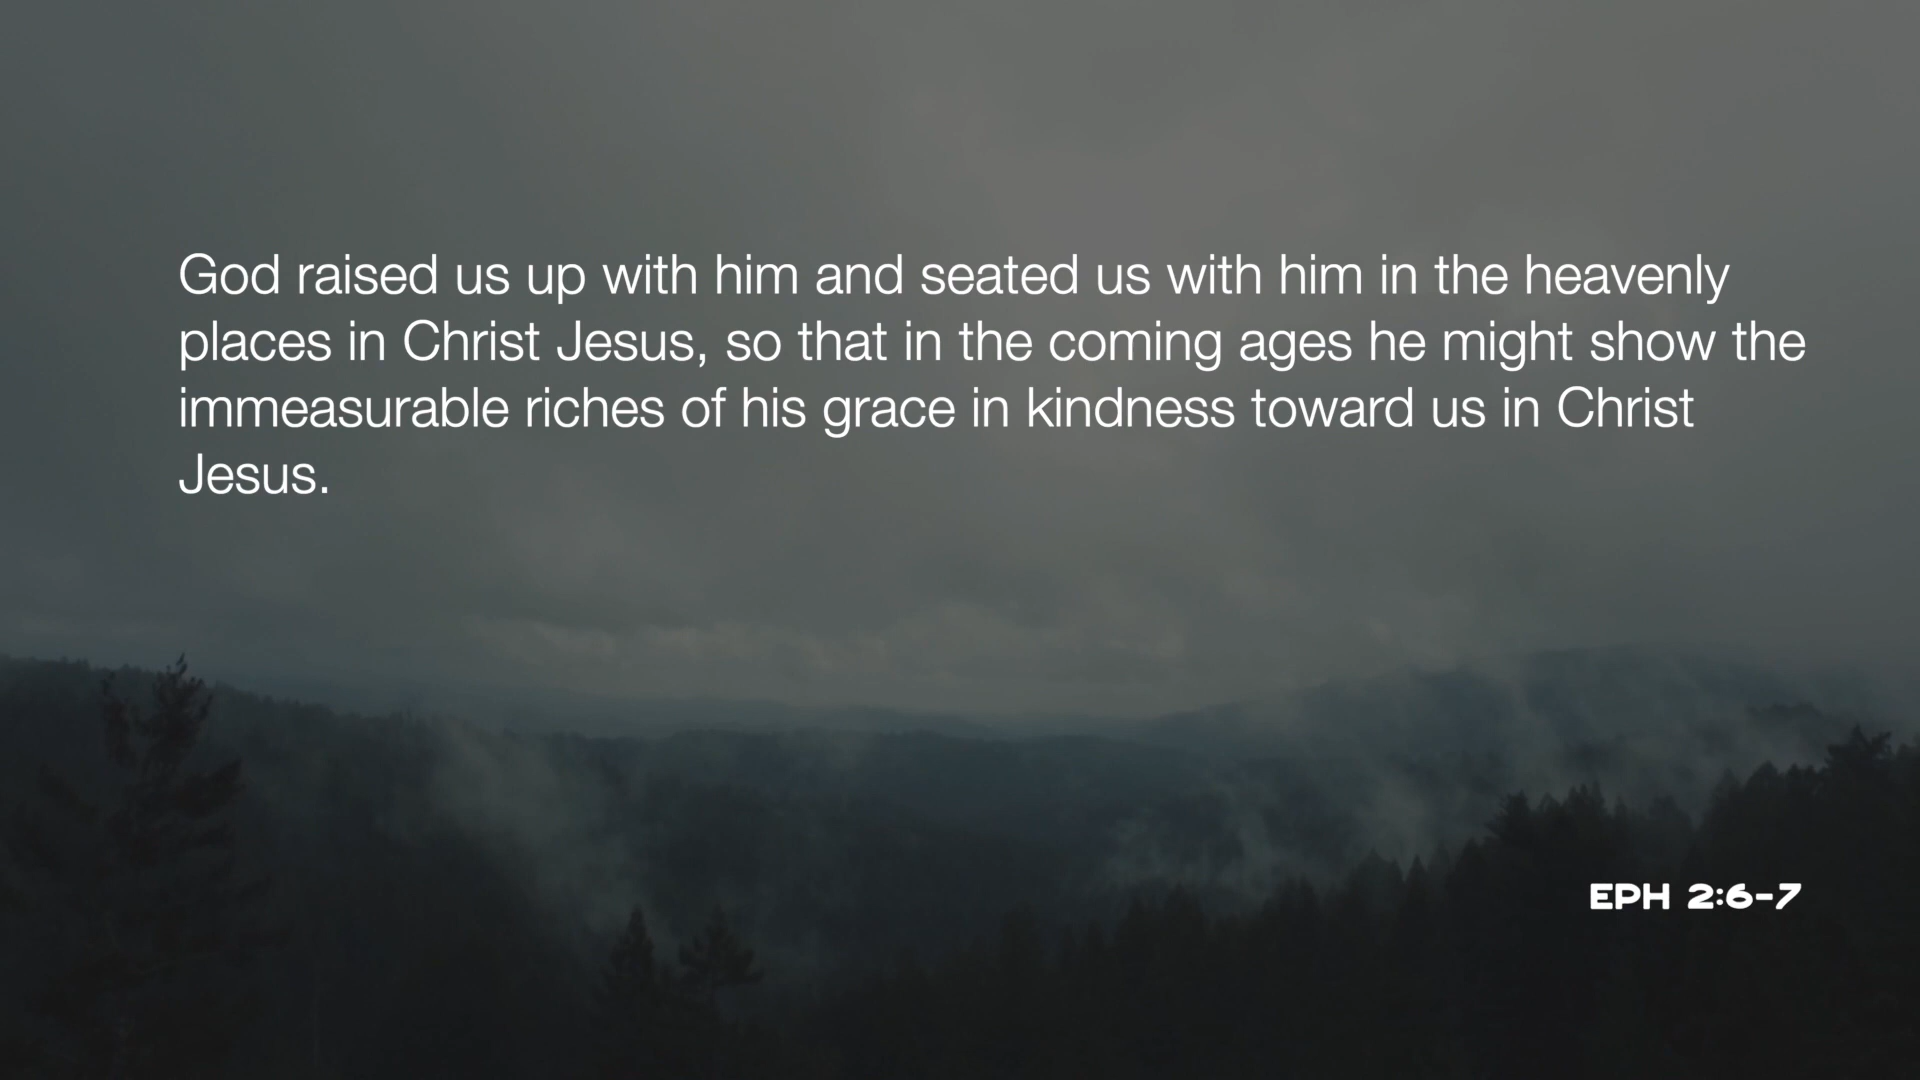 God raised us up with him and seated us with him in the heavenly
places in Christ Jesus, so that in the coming ages he might show the
immeasurable riches of his grace in kindness toward us in Christ
Jesus.
EPH 2:6-7